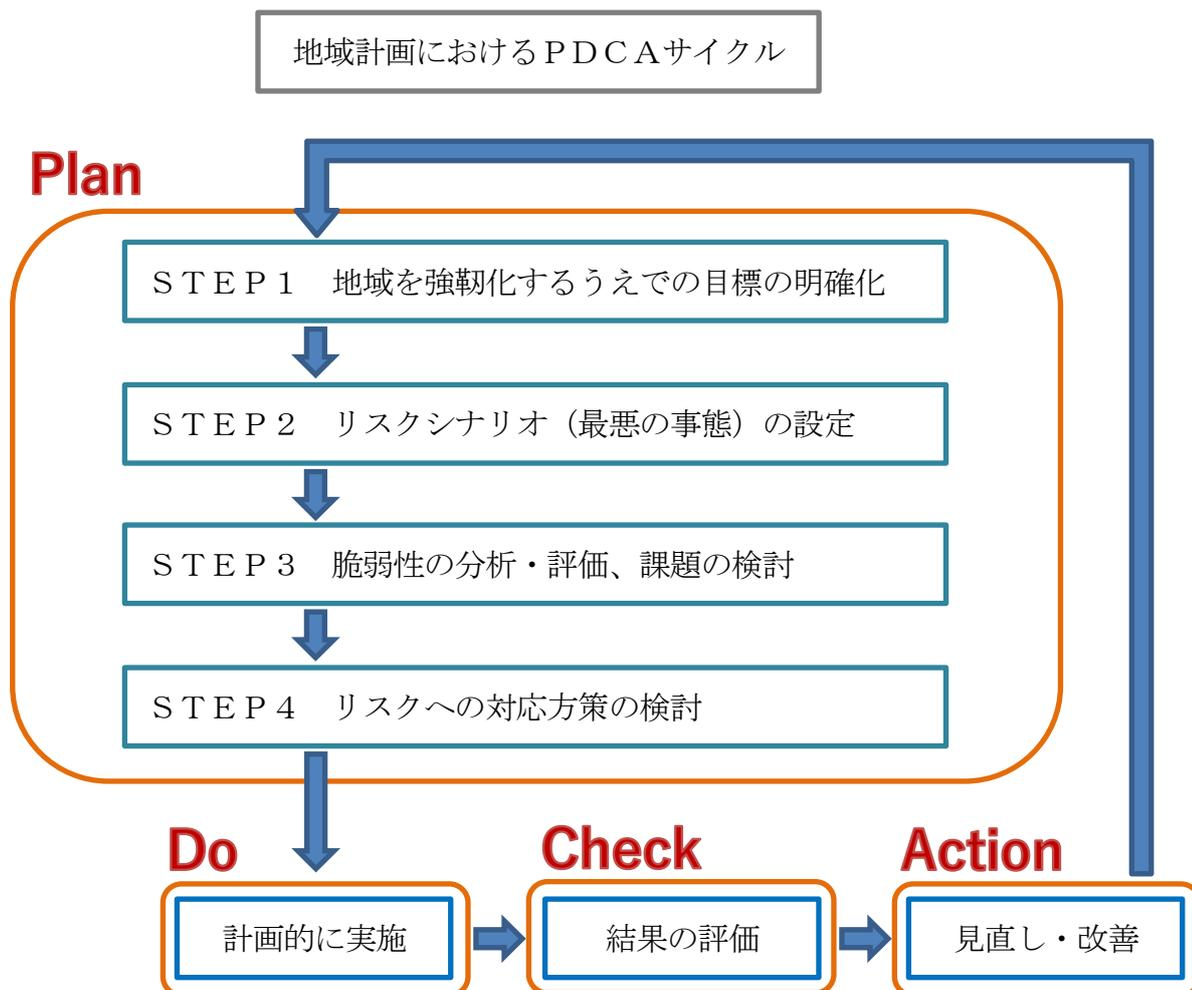 地域計画におけるＰＤＣＡサイクル
Plan
ＳＴＥＰ１　地域を強靭化するうえでの目標の明確化
ＳＴＥＰ２　リスクシナリオ（最悪の事態）の設定
ＳＴＥＰ３　脆弱性の分析・評価、課題の検討
ＳＴＥＰ４　リスクへの対応方策の検討
Do
計画的に実施
Check
結果の評価
Action
見直し・改善